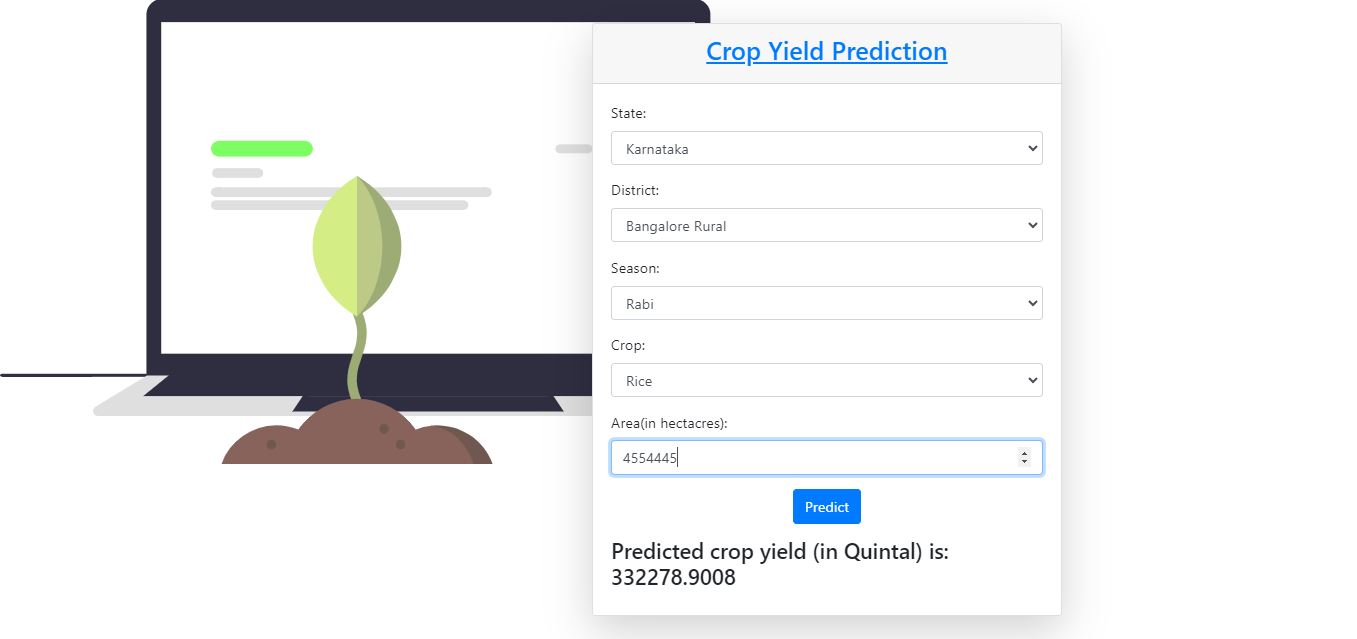 Crop Yield Prediction
State:
Karnataka
District:
Bangalore Rural
Season:
Rabi
Crop:
Rice
Area(in hectacres):
4554445
Predict
Predicted crop yield (in Quintal) is:
332278.9008